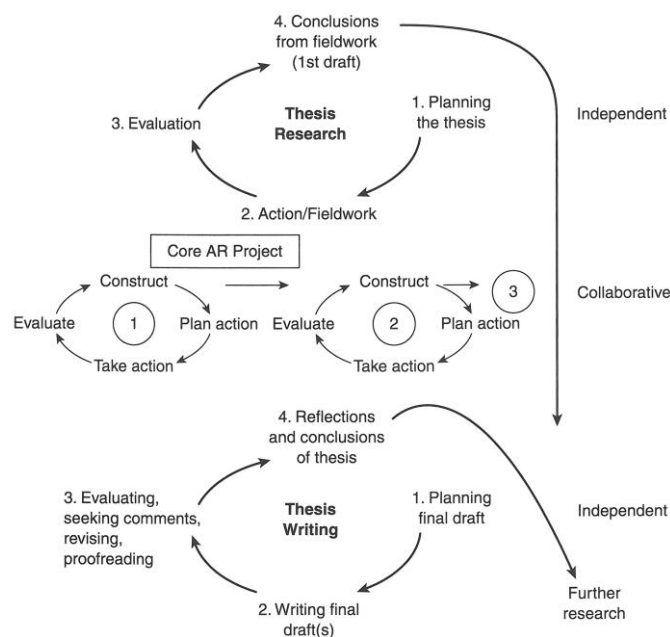 4. Conclusions
from fieldwork
(1st draft)
1. Planning
the thesis
Thesis
Research
3. Evaluation
Independent
2. Action/Fieldwork
Core AR Project
Construct
Evaluate
1
Plan action
Take action
Construct
Evaluate
2
Plan action
Take action
3
Collaborative
4. Reflections
and conclusions
of thesis
1. Planning
final draft
Thesis
Writing
3. Evaluating,
seeking comments,
revising,
proofreading
Independent
2. Writing final
draft(s)
Further
research